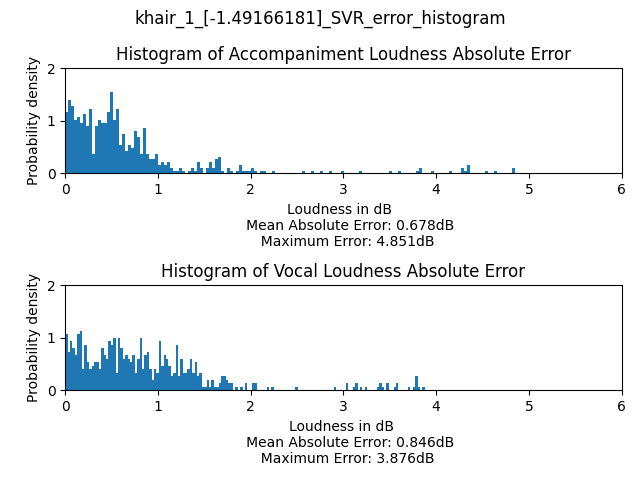 khair_1_[-1.49166181]_SVR_error_histogram
Histogram of Accompaniment Loudness Absolute Error
Probability density
2
1
0
0 1 2 3 4 5 6
Loudness in dB
Mean Absolute Error: 0.678dB
Maximum Error: 4.851dB
Histogram of Vocal Loudness Absolute Error
Probability density
2
1
0
0 1 2 3 4 5 6
Loudness in dB
Mean Absolute Error: 0.846dB
Maximum Error: 3.876dB